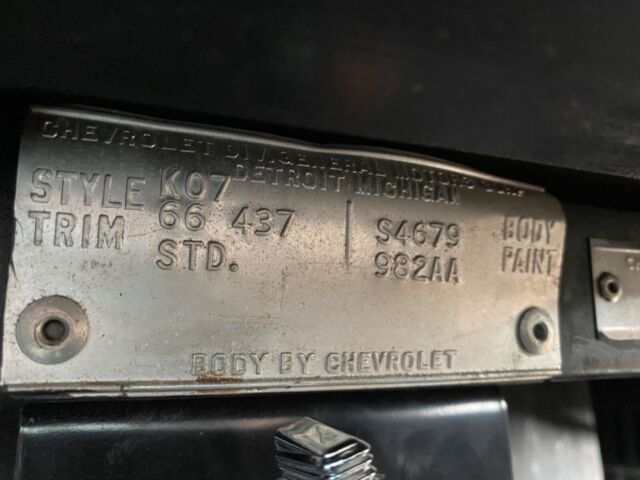 CHEVROLET DIV.GENERAL MOTORS CORP
DETROIT MICHIGAN
K07
STYLE 66 437 S4679 BODY
TRIM STD. 982AA PAINT
BODY BY CHEVROLET